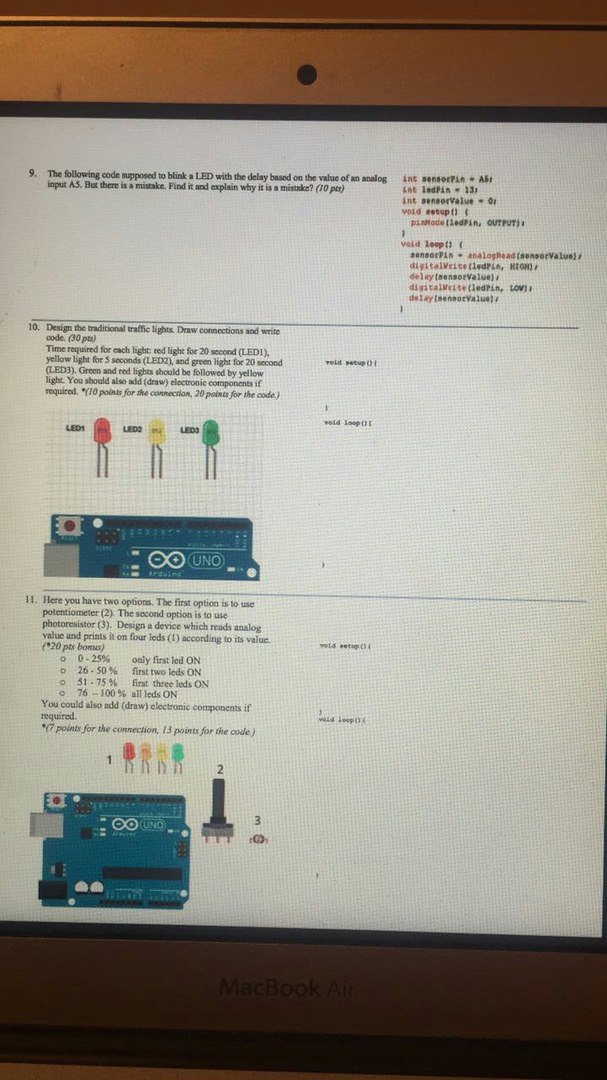 9. The following code supposed to blink a LED with the delay based on the value of an analog
input A5. But there is a mistake. Find it and explain why it is a mistake? (10 pts)
int sensorPin = A5;
int ledPin = 13;
int sensorValue = 0;
void setup() {
pinMode(ledPin, OUTPUT);
}
void loop() {
sensorPin = analogRead(sensorValue);
digitalWrite(ledPin, HIGH);
delay(sensorValue);
digitalWrite(ledPin, LOW);
delay(sensorValue);
}
10. Design the traditional traffic lights. Draw connections and write
code. (30 pts)
Time required for each light: red light for 20 second (LED1),
yellow light for 5 seconds (LED2), and green light for 20 second
(LED3). Green and red lights should be followed by yellow
light. You should also add (draw) electronic components if
required. *(10 points for the connection, 20 points for the code.)
void setup(){
}
void loop(){
}
LED1 LED2 LED3
UNO
Arduino
11. Here you have two options. The first option is to use
potentiometer (2). The second option is to use
photoresistor (3). Design a device which reads analog
value and prints it on four leds (1) according to its value.
(*20 pts bonus)
o 0 - 25% only first led ON
o 26 - 50 % first two leds ON
o 51 - 75 % first three leds ON
o 76 – 100 % all leds ON
You could also add (draw) electronic components if
required.
*(7 points for the connection, 13 points for the code.)
void setup(){
}
void loop(){
}
1
2
3
UNO
Arduino
MacBook Air